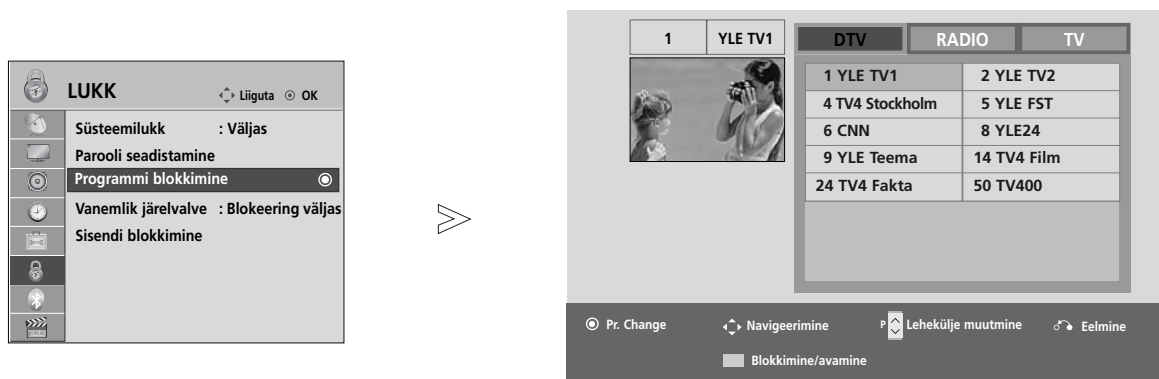 LUKK
Liiguta OK
Süsteemilukk : Väljas
Parooli seadistamine
Programmi blokkimine
Vanemlik järelvalve : Blokeering väljas
Sisendi blokkimine
1 YLE TV1
DTV RADIO TV
1 YLE TV1 2 YLE TV2
4 TV4 Stockholm 5 YLE FST
6 CNN 8 YLE24
9 YLE Teema 14 TV4 Film
24 TV4 Fakta 50 TV400
Pr. Change Navigeerimine P Lehekülje muutmine Eelmine
Blokkimine/avamine